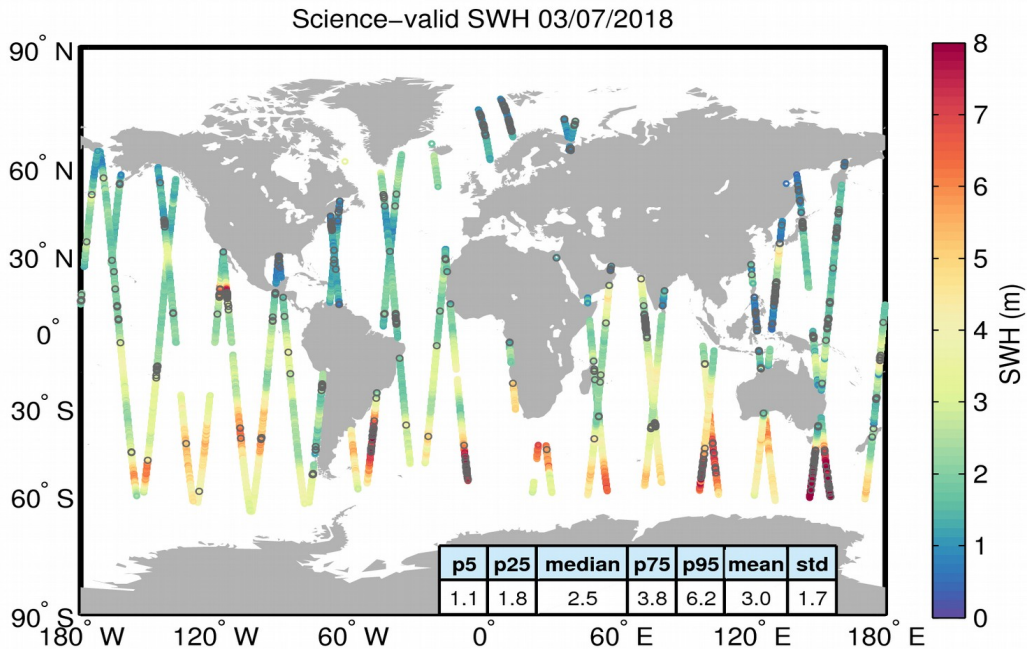 Science−valid SWH 03/07/2018
90° N
60° N
30° N
0°
30° S
60° S
90° S
180° W
120° W
60° W
0°
60° E
120° E
180° E
p5 p25 median p75 p95 mean std
1.1 1.8 2.5 3.8 6.2 3.0 1.7
8
7
6
5
4
3
2
1
0
SWH (m)